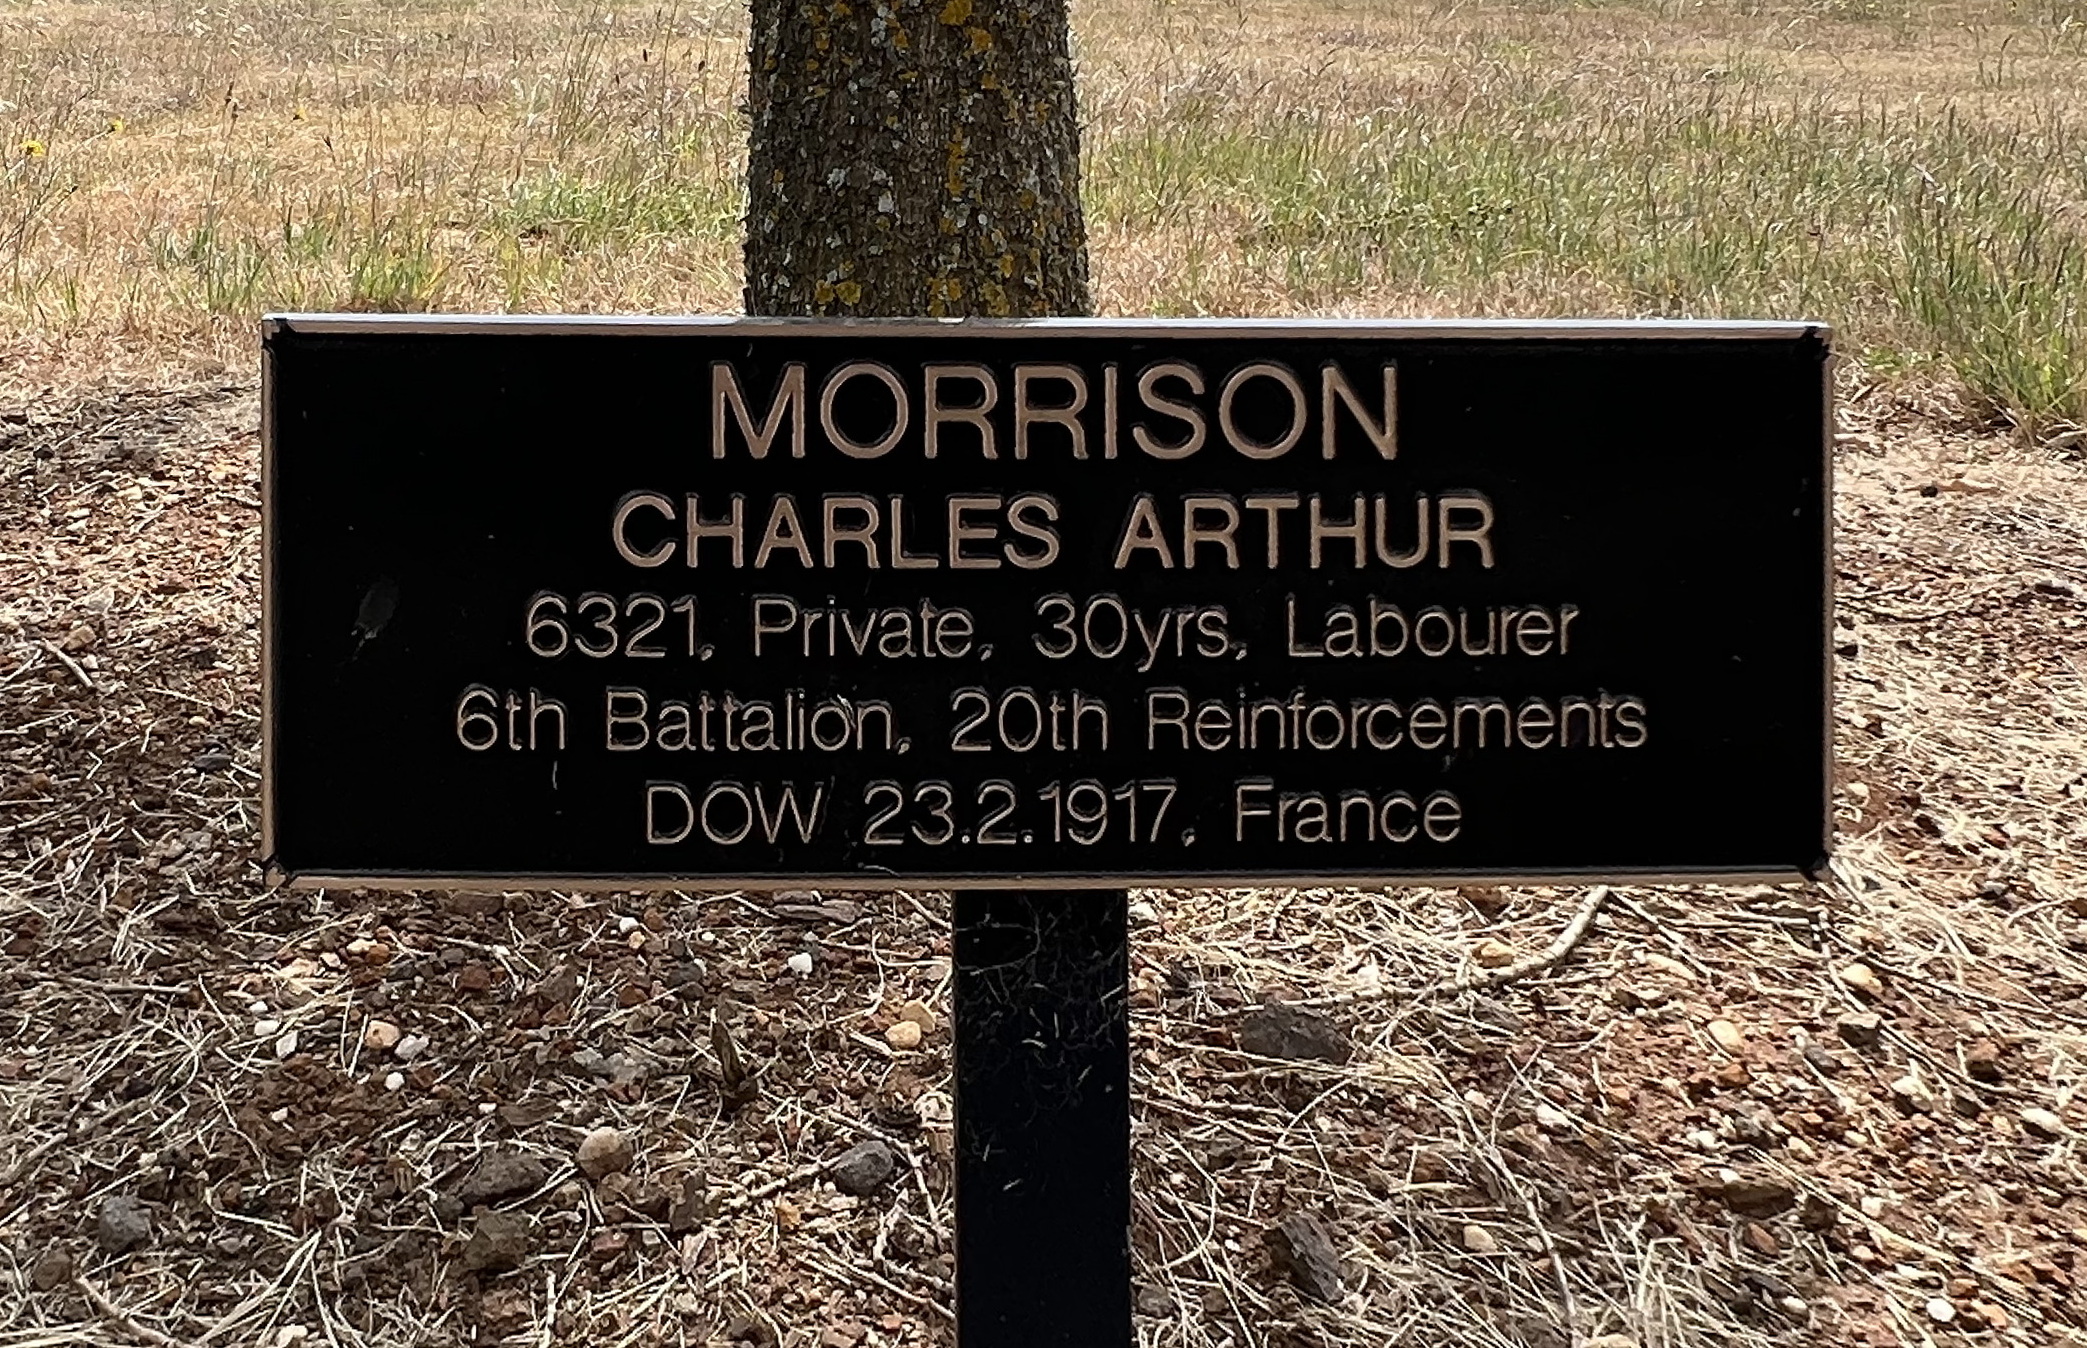 MORRISON
CHARLES ARTHUR
6321, Private, 30yrs, Labourer
6th Battalion, 20th Reinforcements
DOW 23.2.1917, France